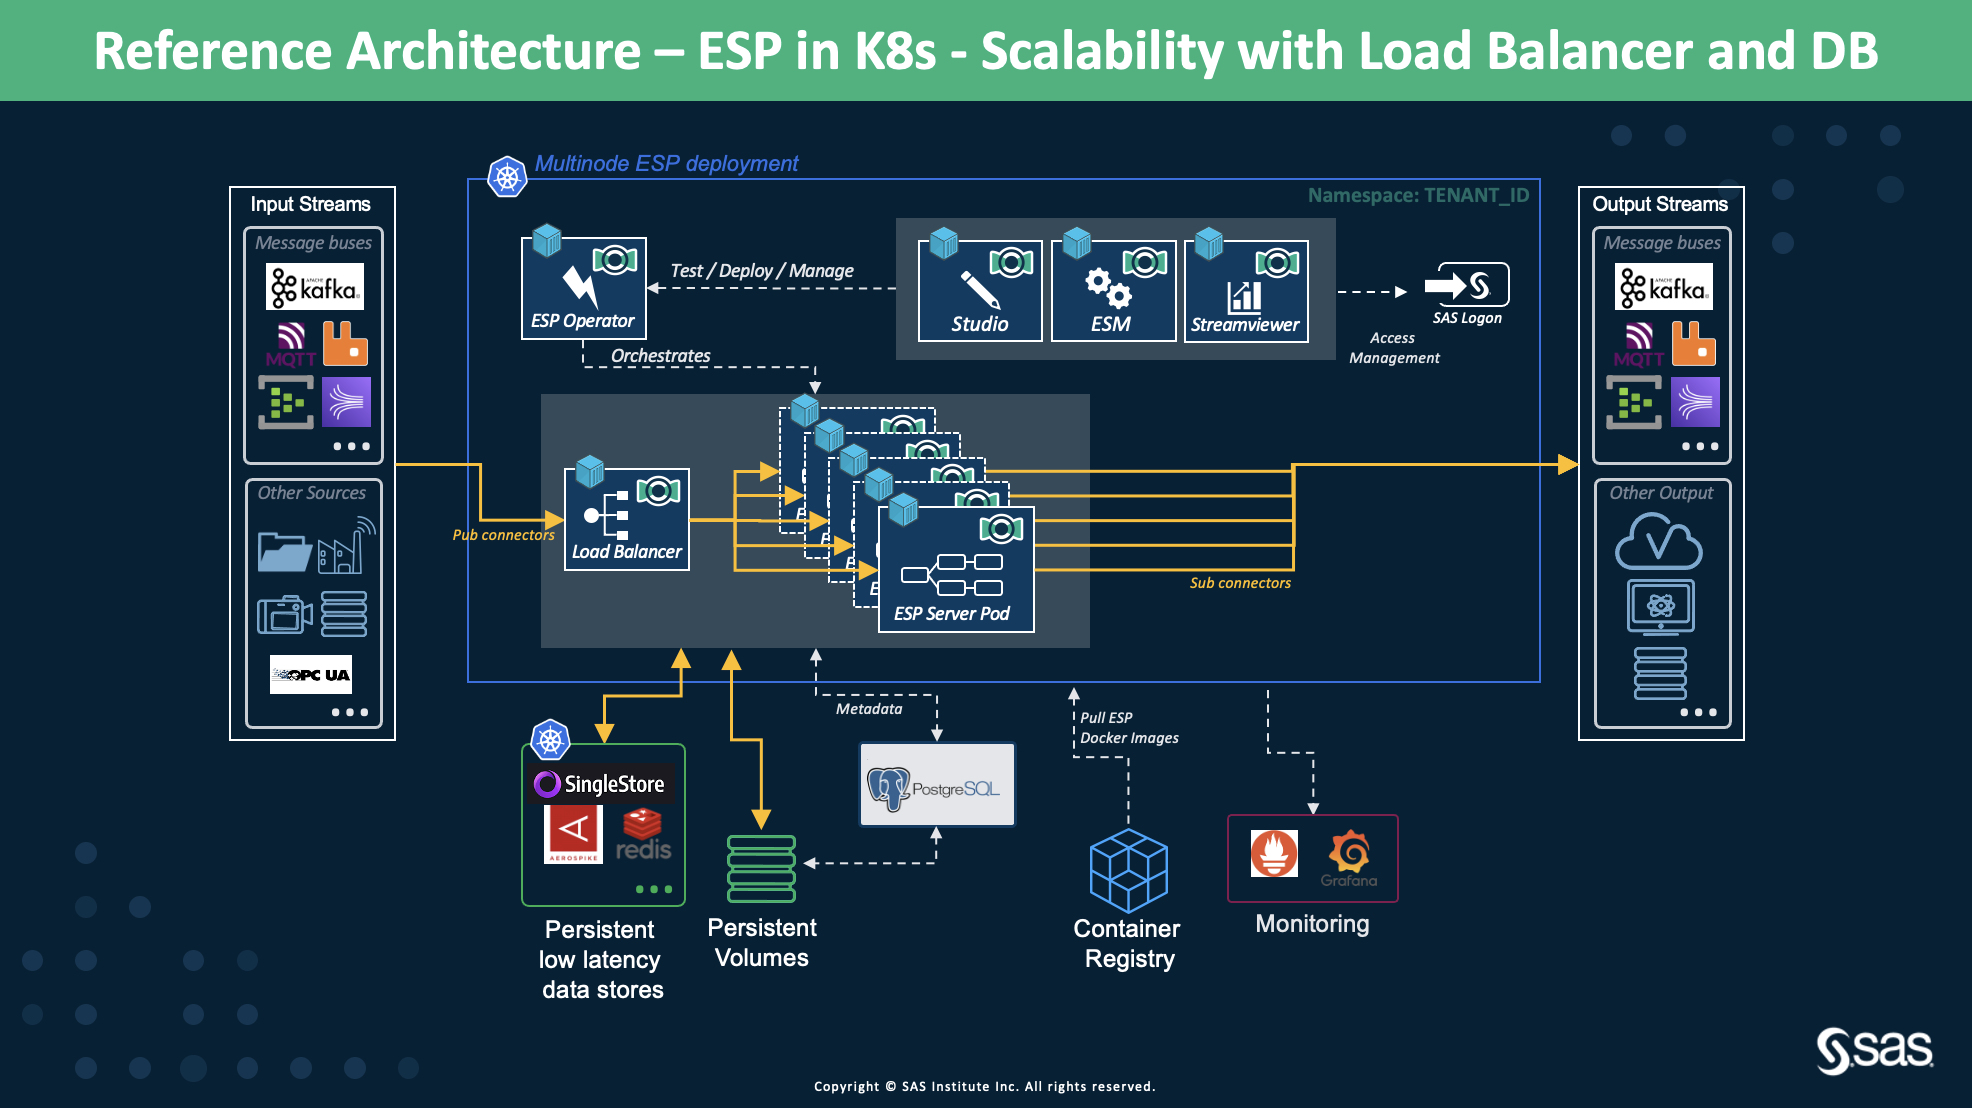 Reference Architecture – ESP in K8s - Scalability with Load Balancer and DB
Multinode ESP deployment
Namespace: TENANT_ID
Input Streams
Message buses
APACHE
kafka
MQTT
Other Sources
OPC UA
Pub connectors
ESP Operator
Test / Deploy / Manage
Studio
ESM
Streamviewer
SAS Logon
Access
Management
Orchestrates
Load Balancer
E
E
E
E
ESP Server Pod
Sub connectors
Output Streams
Message buses
APACHE
kafka
MQTT
Other Output
Metadata
Pull ESP
Docker Images
SingleStore
AEROSPIKE
redis
PostgreSQL
Grafana
Persistent
low latency
data stores
Persistent
Volumes
Container
Registry
Monitoring
sas
Copyright © SAS Institute Inc. All rights reserved.